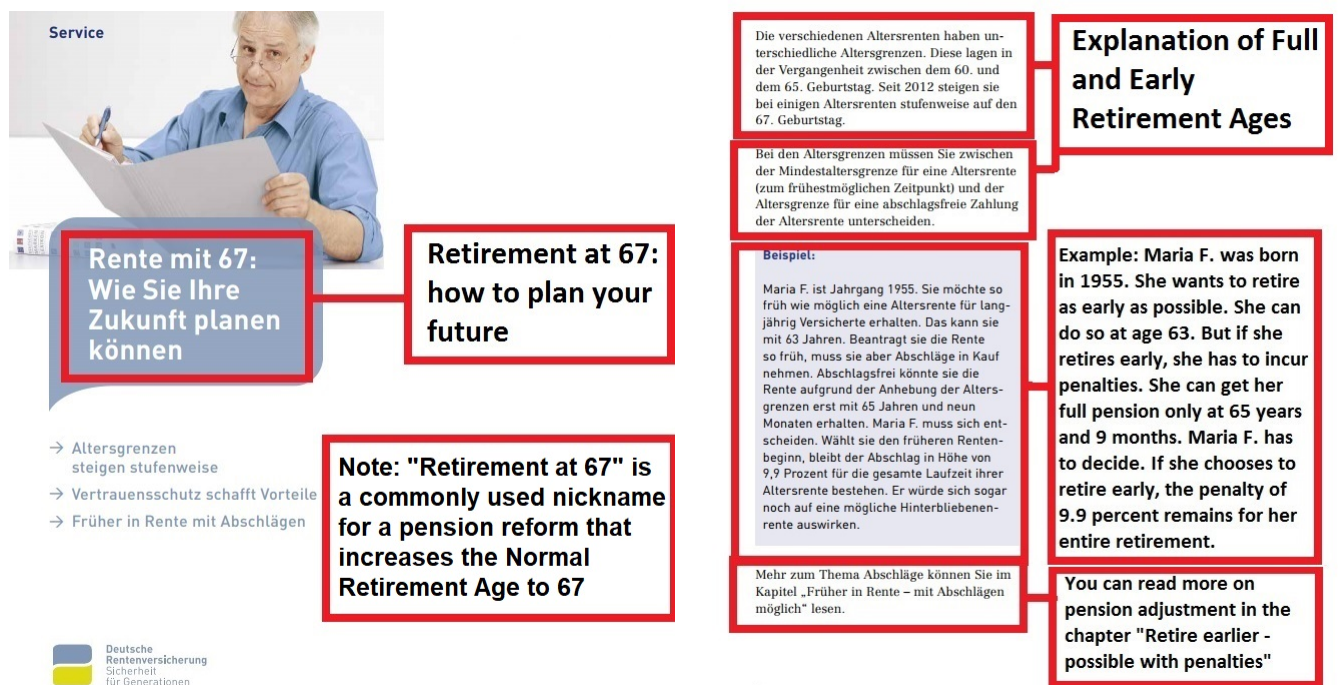 Service
Rente mit 67:
Wie Sie Ihre
Zukunft planen
können
Retirement at 67:
how to plan your
future
→ Altersgrenzen
steigen stufenweise
→ Vertrauensschutz schafft Vorteile
→ Früher in Rente mit Abschlägen
Note: "Retirement at 67" is
a commonly used nickname
for a pension reform that
increases the Normal
Retirement Age to 67
Deutsche
Rentenversicherung
Sicherheit
für Generationen
Die verschiedenen Altersrenten haben un-
terschiedliche Altersgrenzen. Diese lagen in
der Vergangenheit zwischen dem 60. und
dem 65. Geburtstag. Seit 2012 steigen sie
bei einigen Altersrenten stufenweise auf den
67. Geburtstag.
Bei den Altersgrenzen müssen Sie zwischen
der Mindestaltersgrenze für eine Altersrente
(zum frühestmöglichen Zeitpunkt) und der
Altersgrenze für eine abschlagsfreie Zahlung
der Altersrente unterscheiden.
Explanation of Full
and Early
Retirement Ages
Beispiel:
Maria F. ist Jahrgang 1955. Sie möchte so
früh wie möglich eine Altersrente für lang-
jährig Versicherte erhalten. Das kann sie
mit 63 Jahren. Beantragt sie die Rente
so früh, muss sie aber Abschläge in Kauf
nehmen. Abschlagsfrei könnte sie die
Rente aufgrund der Anhebung der Alters-
grenzen erst mit 65 Jahren und neun
Monaten erhalten. Maria F. muss sich ent-
scheiden. Wählt sie den früheren Renten-
beginn, bleibt der Abschlag in Höhe von
9,9 Prozent für die gesamte Laufzeit ihrer
Altersrente bestehen. Er würde sich sogar
noch auf eine mögliche Hinterbliebenen-
rente auswirken.
Example: Maria F. was born
in 1955. She wants to retire
as early as possible. She can
do so at age 63. But if she
retires early, she has to incur
penalties. She can get her
full pension only at 65 years
and 9 months. Maria F. has
to decide. If she chooses to
retire early, the penalty of
9.9 percent remains for her
entire retirement.
Mehr zum Thema Abschläge können Sie im
Kapitel „Früher in Rente – mit Abschlägen
möglich“ lesen.
You can read more on
pension adjustment in the
chapter "Retire earlier -
possible with penalties"